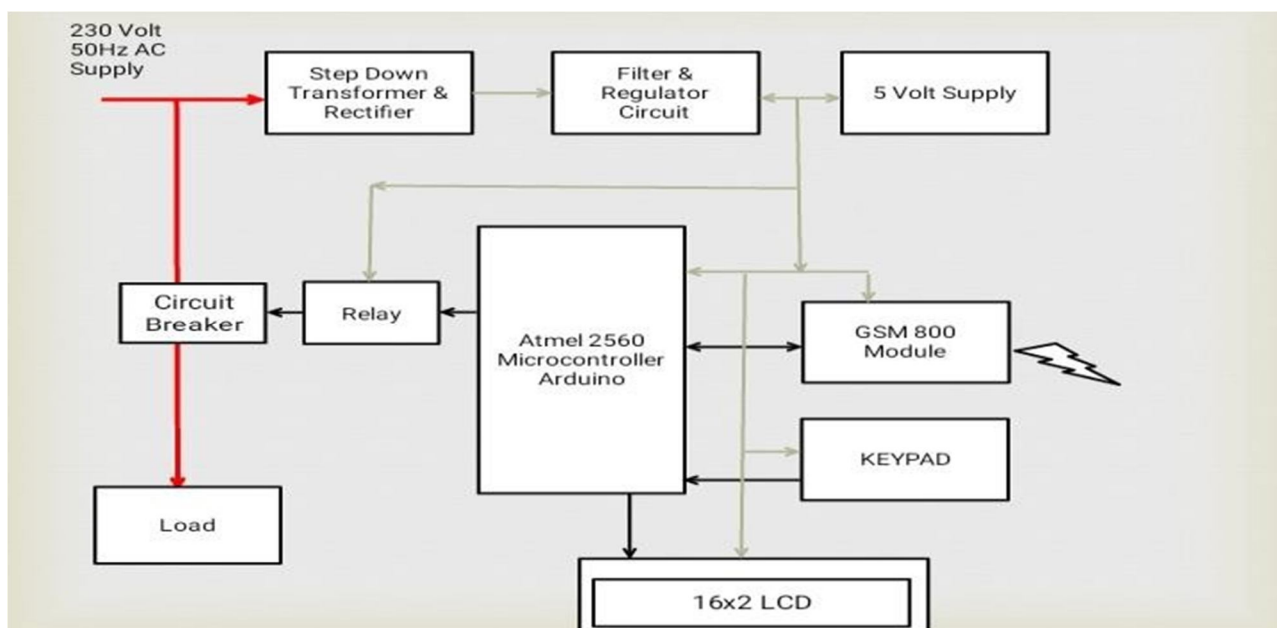 230 Volt
50Hz AC
Supply
Step Down
Transformer &
Rectifier
Filter &
Regulator
Circuit
5 Volt Supply
Circuit
Breaker
Relay
Atmel 2560
Microcontroller
Arduino
GSM 800
Module
KEYPAD
Load
16x2 LCD